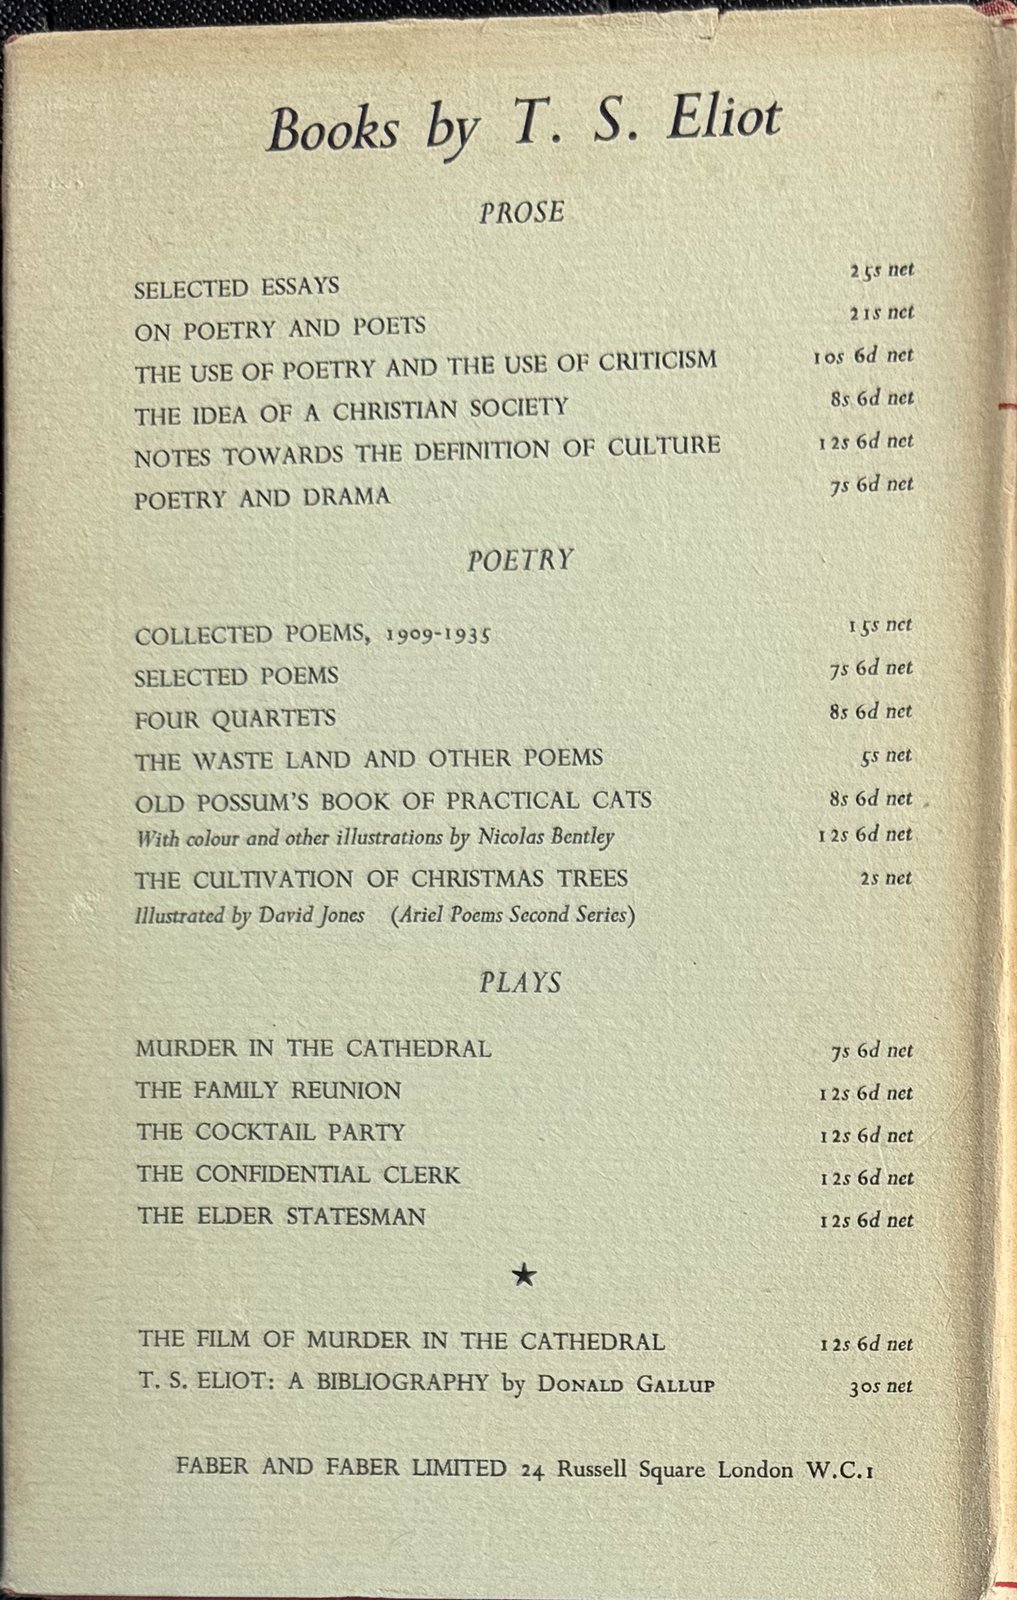 Books by T. S. Eliot
PROSE
SELECTED ESSAYS 25s net
ON POETRY AND POETS 21s net
THE USE OF POETRY AND THE USE OF CRITICISM 10s 6d net
THE IDEA OF A CHRISTIAN SOCIETY 8s 6d net
NOTES TOWARDS THE DEFINITION OF CULTURE 12s 6d net
POETRY AND DRAMA 7s 6d net
POETRY
COLLECTED POEMS, 1909-1935 15s net
SELECTED POEMS 7s 6d net
FOUR QUARTETS 8s 6d net
THE WASTE LAND AND OTHER POEMS 5s net
OLD POSSUM'S BOOK OF PRACTICAL CATS 8s 6d net
With colour and other illustrations by Nicolas Bentley 12s 6d net
THE CULTIVATION OF CHRISTMAS TREES 2s net
Illustrated by David Jones (Ariel Poems Second Series)
PLAYS
MURDER IN THE CATHEDRAL 7s 6d net
THE FAMILY REUNION 12s 6d net
THE COCKTAIL PARTY 12s 6d net
THE CONFIDENTIAL CLERK 12s 6d net
THE ELDER STATESMAN 12s 6d net
★
THE FILM OF MURDER IN THE CATHEDRAL 12s 6d net
T. S. ELIOT: A BIBLIOGRAPHY by DONALD GALLUP 30s net
FABER AND FABER LIMITED 24 Russell Square London W.C.1